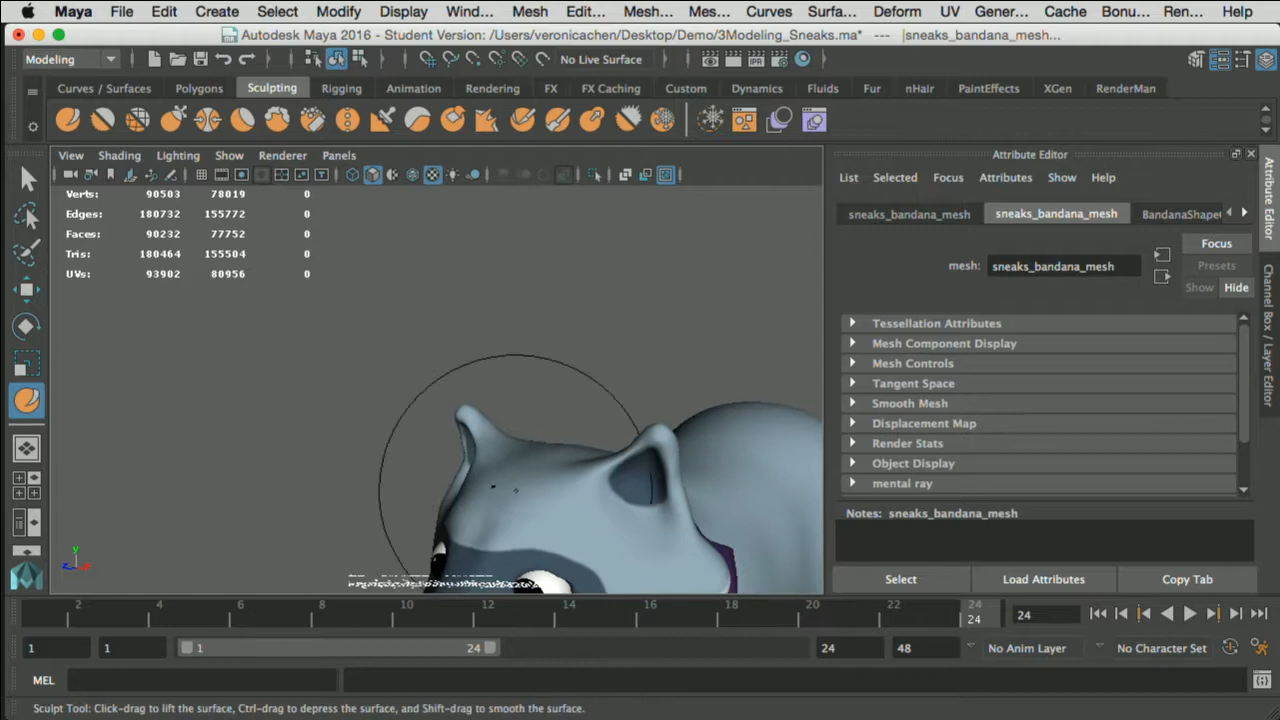 Maya File Edit Create Select Modify Display Wind... Mesh Edit... Mesh... Mes... Curves Surfa... Deform UV Gener... Cache Bonu... Ren... Help
Autodesk Maya 2016 - Student Version: /Users/veronicachen/Desktop/Demo/3Modeling_Sneaks.ma* --- |sneaks_bandana_mesh...
Modeling No Live Surface
Curves / Surfaces Polygons Sculpting Rigging Animation Rendering FX FX Caching Custom Dynamics Fluids Fur nHair PaintEffects XGen RenderMan
View Shading Lighting Show Renderer Panels
Verts: 90503 78019 0
Edges: 180732 155772 0
Faces: 90232 77752 0
Tris: 180464 155504 0
UVs: 93902 80956 0
Attribute Editor
List Selected Focus Attributes Show Help
sneaks_bandana_mesh sneaks_bandana_mesh BandanaShape
Focus
mesh: sneaks_bandana_mesh
Presets
Show Hide
Tessellation Attributes
Mesh Component Display
Mesh Controls
Tangent Space
Smooth Mesh
Displacement Map
Render Stats
Object Display
mental ray
Notes: sneaks_bandana_mesh
Select Load Attributes Copy Tab
Attribute Editor
Channel Box / Layer Editor
y
2 4 6 8 10 12 14 16 18 20 22 24
24 24
1 1 1 24 24 48 No Anim Layer No Character Set
MEL
Sculpt Tool: Click-drag to lift the surface, Ctrl-drag to depress the surface, and Shift-drag to smooth the surface.